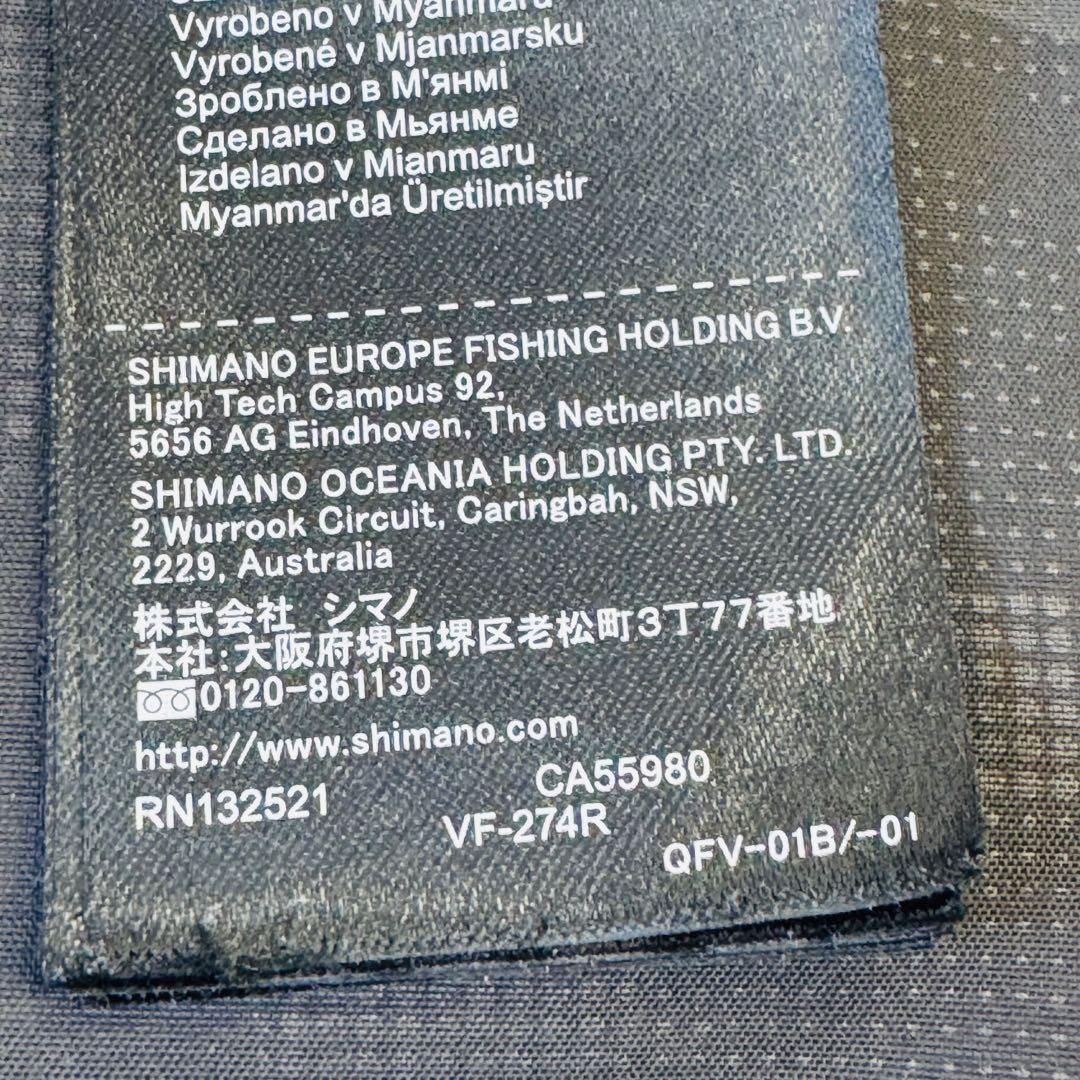 Vyrobeno v Myanmaru
Vyrobené v Mjanmarsku
Зроблено в М'янмі
Сделано в Мьянме
Izdelano v Mianmaru
Myanmar'da Üretilmiştir
SHIMANO EUROPE FISHING HOLDING B.V.
High Tech Campus 92,
5656 AG Eindhoven, The Netherlands
SHIMANO OCEANIA HOLDING PTY. LTD.
2 Wurrook Circuit, Caringbah, NSW,
2229, Australia
株式会社 シマノ
本社:大阪府堺市堺区老松町3丁77番地
0120-861130
http://www.shimano.com
RN132521 CA55980
VF-274R
QFV-01B/-01